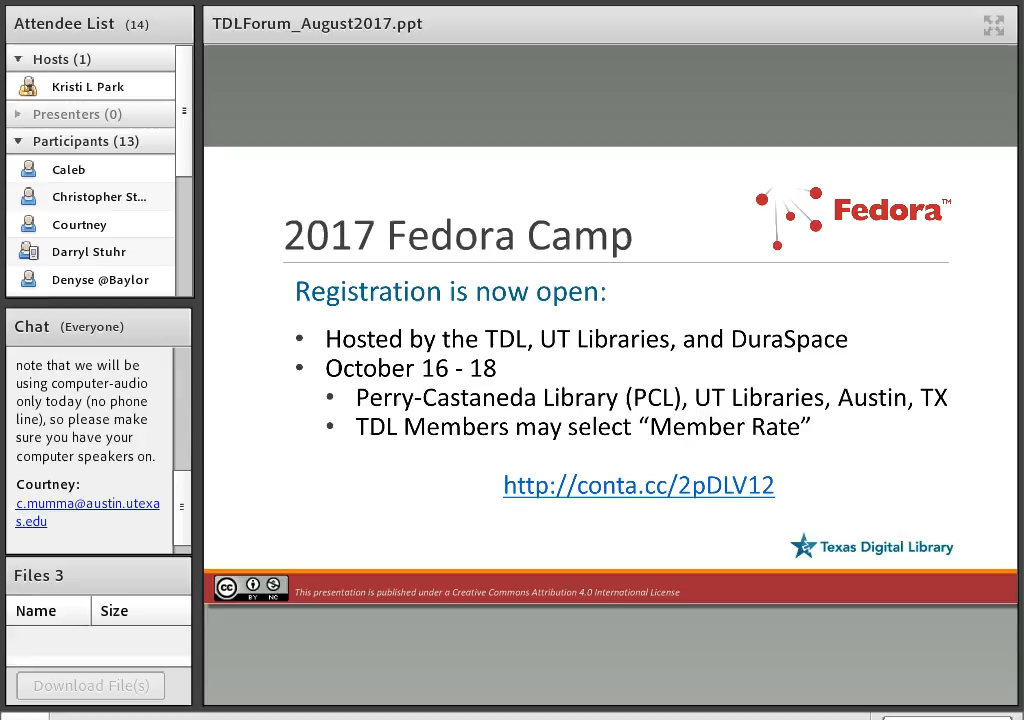 Attendee List (14)
Hosts (1)
Kristi L Park
Presenters (0)
Participants (13)
Caleb
Christopher St...
Courtney
Darryl Stuhr
Denyse @Baylor
Chat (Everyone)
note that we will be
using computer-audio
only today (no phone
line), so please make
sure you have your
computer speakers on.
Courtney:
c.mumma@austin.utexa
s.edu
Files 3
Name Size
Download File(s)
TDLForum_August2017.ppt
Fedora™
2017 Fedora Camp
Registration is now open:
• Hosted by the TDL, UT Libraries, and DuraSpace
• October 16 - 18
• Perry-Castaneda Library (PCL), UT Libraries, Austin, TX
• TDL Members may select “Member Rate”
http://conta.cc/2pDLV12
Texas Digital Library
cc BY NC
This presentation is published under a Creative Commons Attribution 4.0 International License